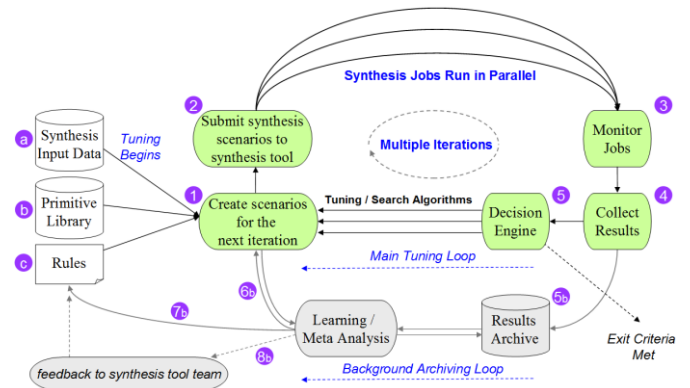 Synthesis Jobs Run in Parallel
2
Submit synthesis
scenarios to
synthesis tool
3
Monitor
Jobs
a
Synthesis
Input Data
Tuning
Begins
Multiple Iterations
b
Primitive
Library
1
Create scenarios
for the
next iteration
Tuning / Search Algorithms
5
Decision
Engine
4
Collect
Results
c
Rules
Main Tuning Loop
6b
7b
Learning /
Meta Analysis
5b
Results
Archive
Exit Criteria
Met
8b
feedback to synthesis tool team
Background Archiving Loop